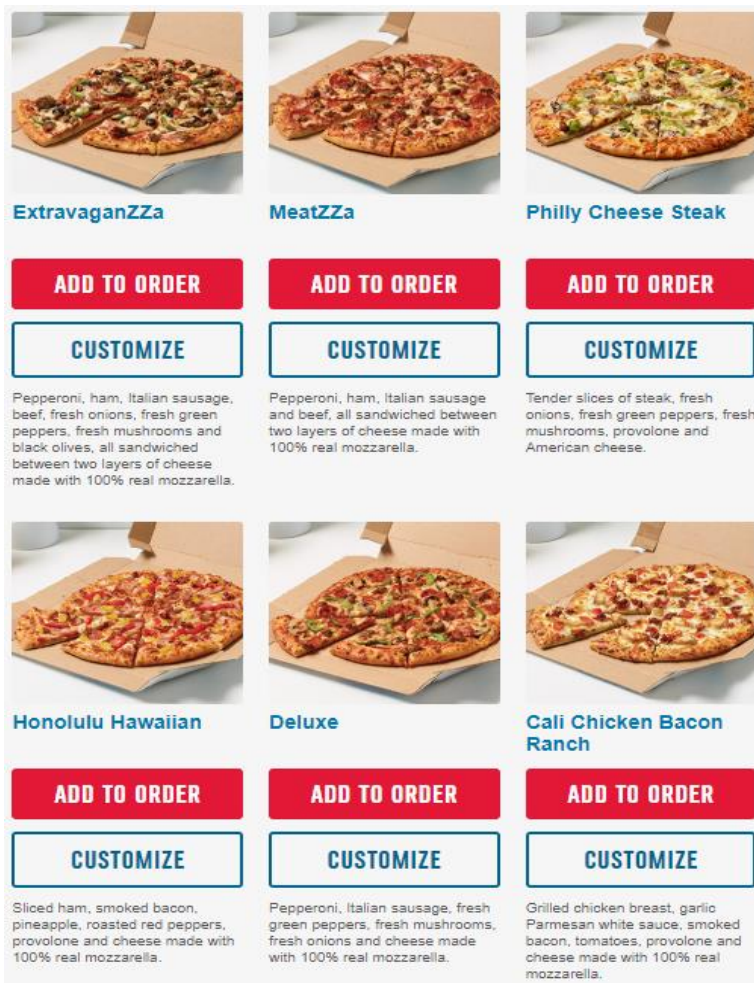 ExtravaganZZa
ADD TO ORDER
CUSTOMIZE
Pepperoni, ham, Italian sausage,
beef, fresh onions, fresh green
peppers, fresh mushrooms and
black olives, all sandwiched
between two layers of cheese
made with 100% real mozzarella.
MeatZZa
ADD TO ORDER
CUSTOMIZE
Pepperoni, ham, Italian sausage
and beef, all sandwiched between
two layers of cheese made with
100% real mozzarella.
Philly Cheese Steak
ADD TO ORDER
CUSTOMIZE
Tender slices of steak, fresh
onions, fresh green peppers, fresh
mushrooms, provolone and
American cheese.
Honolulu Hawaiian
ADD TO ORDER
CUSTOMIZE
Sliced ham, smoked bacon,
pineapple, roasted red peppers,
provolone and cheese made with
100% real mozzarella.
Deluxe
ADD TO ORDER
CUSTOMIZE
Pepperoni, Italian sausage, fresh
green peppers, fresh mushrooms,
fresh onions and cheese made
with 100% real mozzarella.
Cali Chicken Bacon
Ranch
ADD TO ORDER
CUSTOMIZE
Grilled chicken breast, garlic
Parmesan white sauce, smoked
bacon, tomatoes, provolone and
cheese made with 100% real
mozzarella.